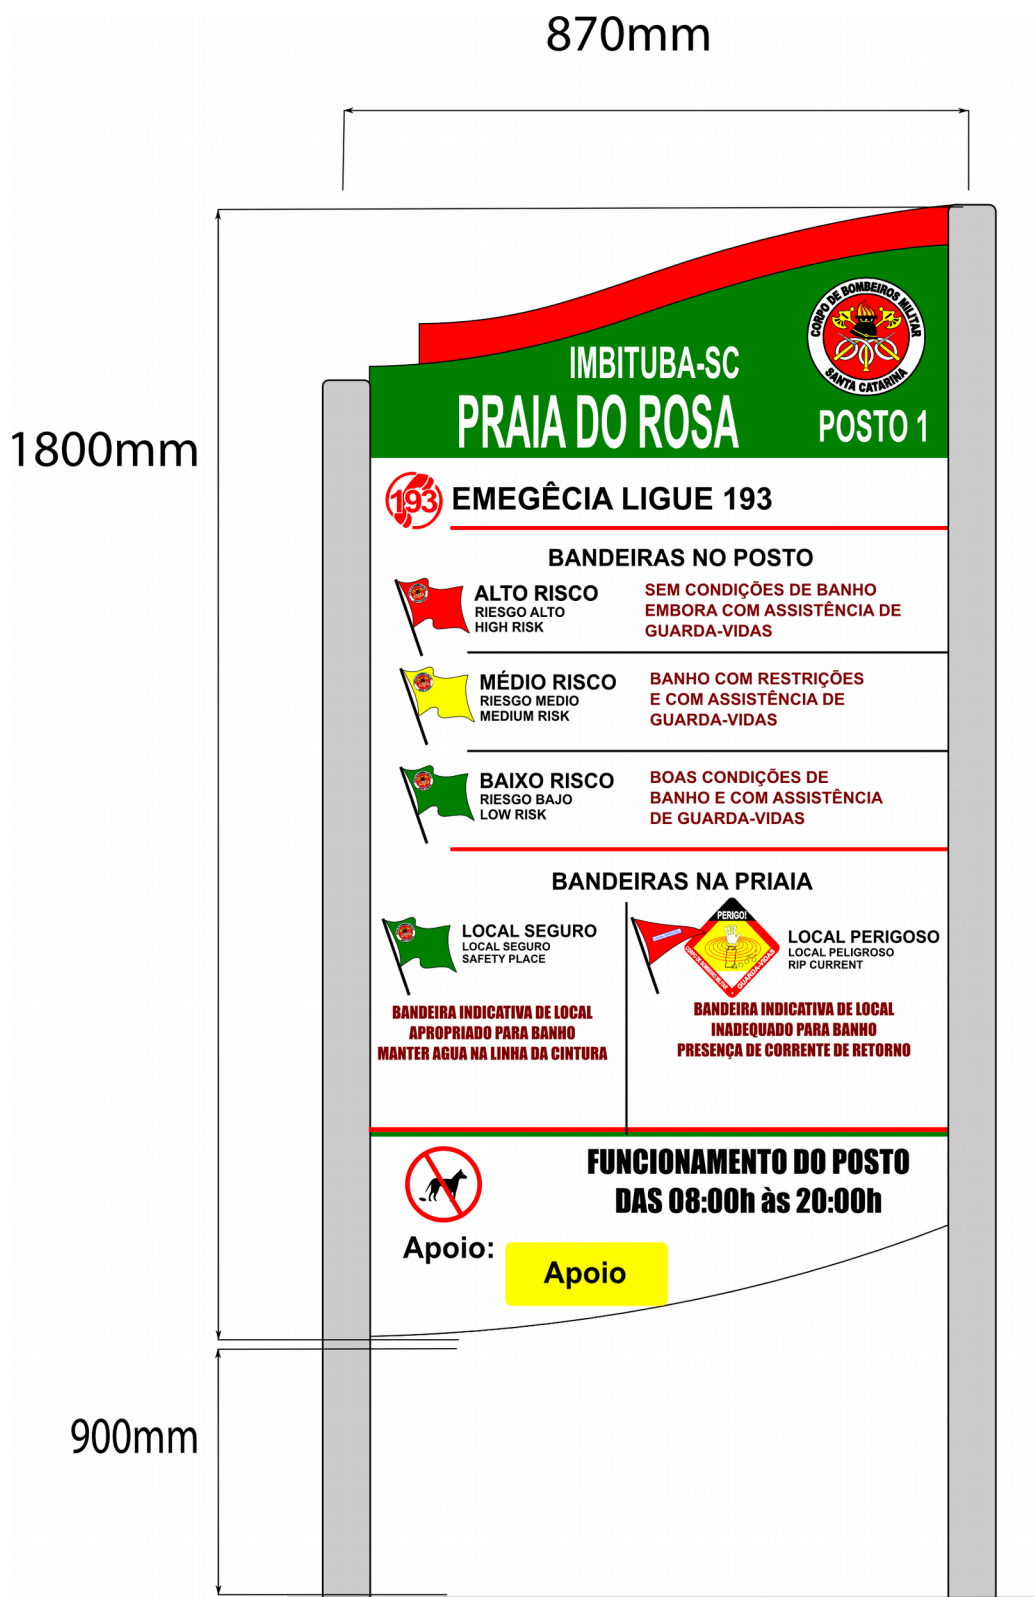 870mm
1800mm
900mm
CORPO DE BOMBEIROS MILITAR
SANTA CATARINA
IMBITUBA-SC
PRAIA DO ROSA
POSTO 1
193
EMEGÊCIA LIGUE 193
BANDEIRAS NO POSTO
ALTO RISCO
RIESGO ALTO
HIGH RISK
SEM CONDIÇÕES DE BANHO
EMBORA COM ASSISTÊNCIA DE
GUARDA-VIDAS
MÉDIO RISCO
RIESGO MEDIO
MEDIUM RISK
BANHO COM RESTRIÇÕES
E COM ASSISTÊNCIA DE
GUARDA-VIDAS
BAIXO RISCO
RIESGO BAJO
LOW RISK
BOAS CONDIÇÕES DE
BANHO E COM ASSISTÊNCIA
DE GUARDA-VIDAS
BANDEIRAS NA PRIAIA
LOCAL SEGURO
LOCAL SEGURO
SAFETY PLACE
BANDEIRA INDICATIVA DE LOCAL
APROPRIADO PARA BANHO
MANTER AGUA NA LINHA DA CINTURA
PERIGO!
GUARDA-VIDAS
LOCAL PERIGOSO
LOCAL PELIGROSO
RIP CURRENT
BANDEIRA INDICATIVA DE LOCAL
INADEQUADO PARA BANHO
PRESENÇA DE CORRENTE DE RETORNO
FUNCIONAMENTO DO POSTO
DAS 08:00h às 20:00h
Apoio:
Apoio